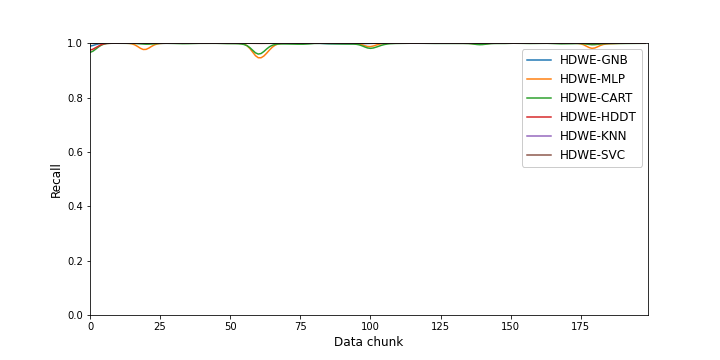 1.0
0.8
0.6
0.4
0.2
0.0
Recall
0
25
50
75
100
125
150
175
Data chunk
HDWE-GNB
HDWE-MLP
HDWE-CART
HDWE-HDDT
HDWE-KNN
HDWE-SVC